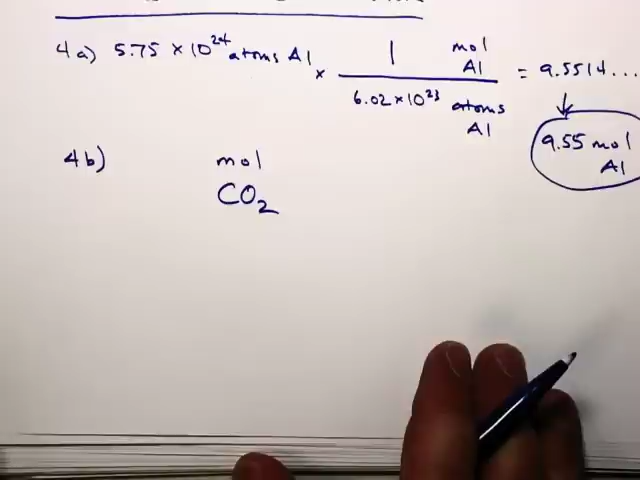 4a) 5.75 × 10²⁴ atoms Al × 1 mol Al / 6.02 × 10²³ atoms Al = 9.5514...
9.55 mol Al
4b) mol
CO₂